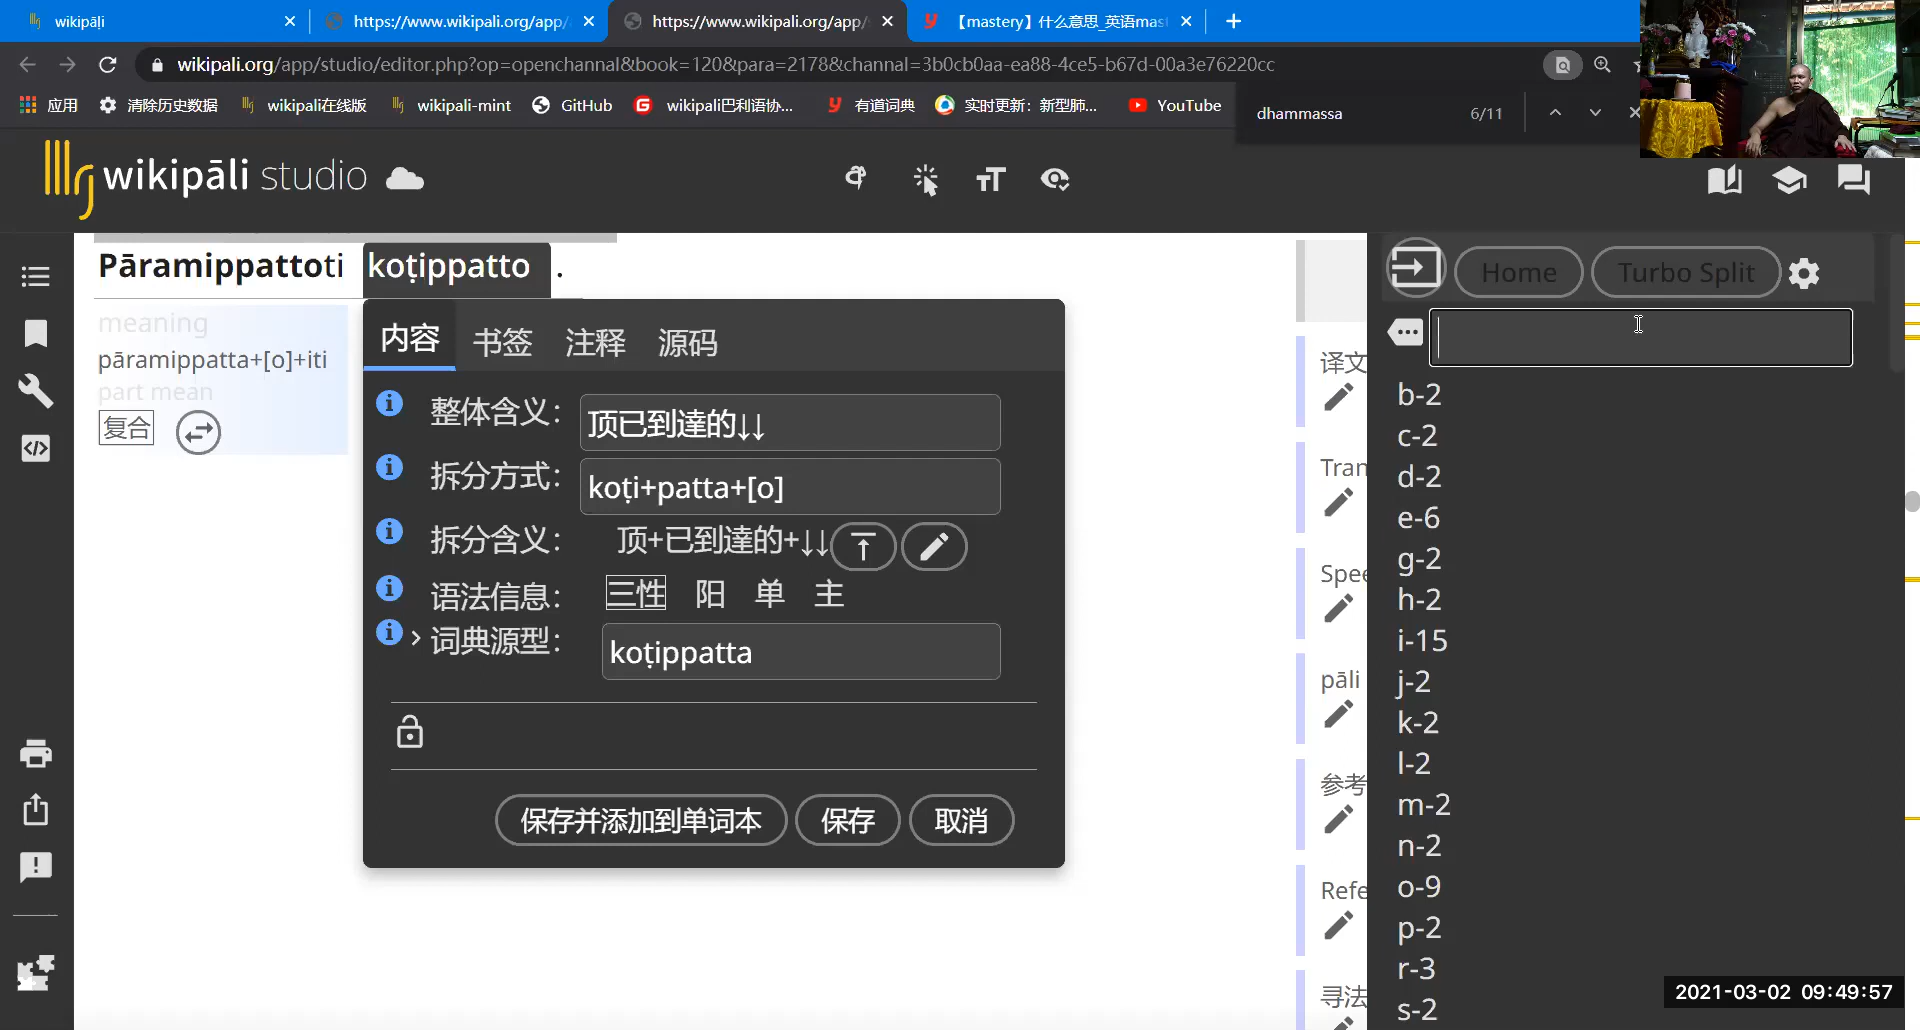 wikipāḷi
https://www.wikipali.org/app/
https://www.wikipali.org/app/
【mastery】什么意思_英语mast
wikipali.org/app/studio/editor.php?op=openchannal&book=120&para=2178&channal=3b0cb0aa-ea88-4ce5-b67d-00a3e76220cc
应用
清除历史数据
wikipali在线版
wikipali-mint
GitHub
wikipali巴利语协...
有道词典
实时更新：新型肺...
YouTube
dhammassa
6/11
wikipāli studio
Pāramippattoti koṭippatto .
meaning
pāramippatta+[o]+iti
part mean
复合
内容 书签 注释 源码
整体含义： 顶已到達的↓↓
拆分方式： koṭi+patta+[o]
拆分含义： 顶+已到達的+↓↓
语法信息： 三性 阳 单 主
词典源型： koṭippatta
保存并添加到单词本 保存 取消
译文
Tran
Spee
pāli
参考
Refe
寻法
Home
Turbo Split
b-2
c-2
d-2
e-6
g-2
h-2
i-15
j-2
k-2
l-2
m-2
n-2
o-9
p-2
r-3
s-2
2021-03-02 09:49:57